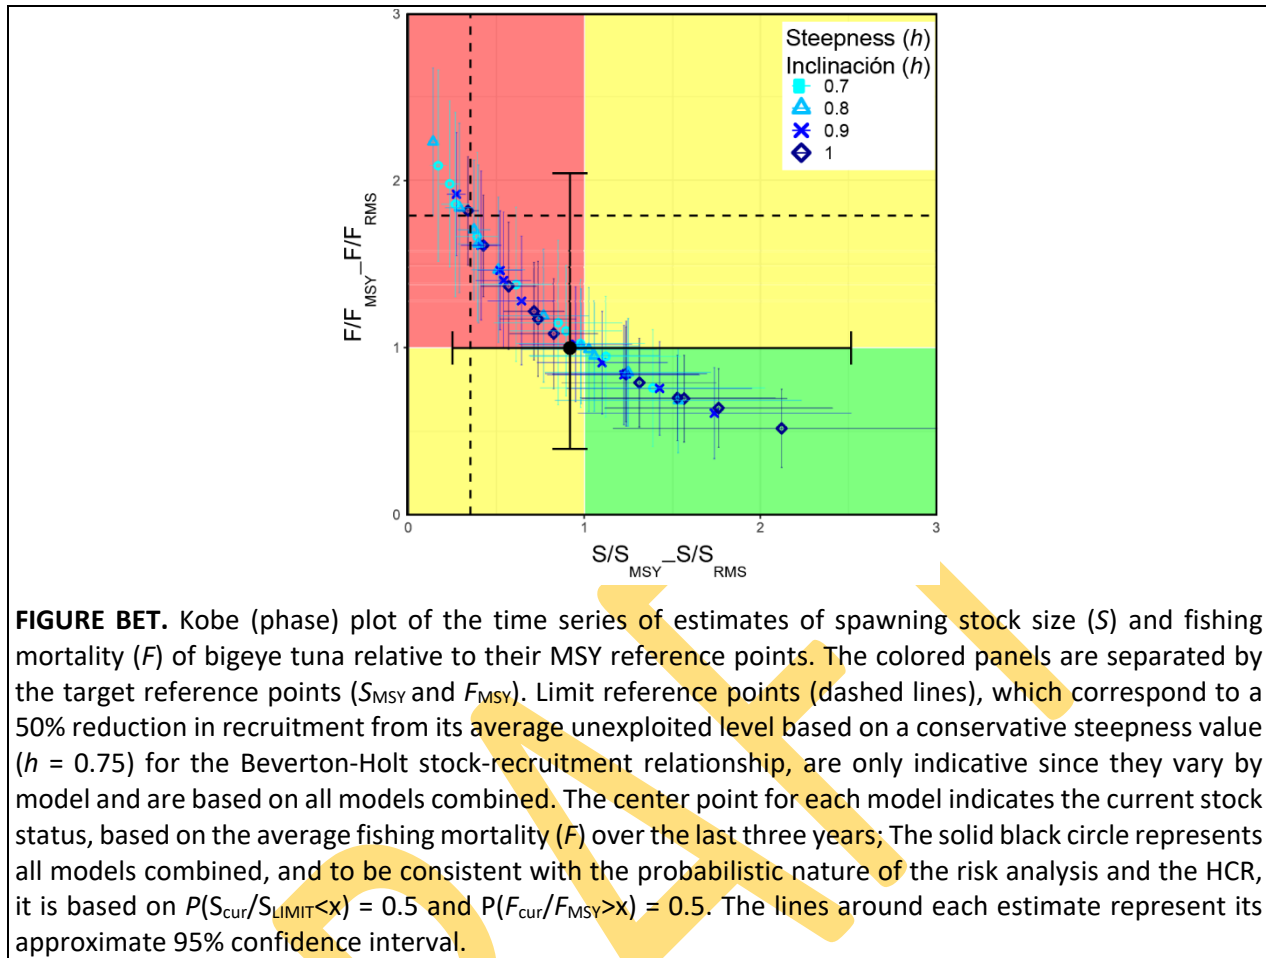 3
Steepness (h)
Inclinación (h)
0.7
0.8
0.9
1
2
F/F_MSY_F/F_RMS
1
0
0
1
2
3
S/S_MSY_S/S_RMS
FIGURE BET. Kobe (phase) plot of the time series of estimates of spawning stock size (S) and fishing
mortality (F) of bigeye tuna relative to their MSY reference points. The colored panels are separated by
the target reference points (S_MSY and F_MSY). Limit reference points (dashed lines), which correspond to a
50% reduction in recruitment from its average unexploited level based on a conservative steepness value
(h = 0.75) for the Beverton-Holt stock-recruitment relationship, are only indicative since they vary by
model and are based on all models combined. The center point for each model indicates the current stock
status, based on the average fishing mortality (F) over the last three years; The solid black circle represents
all models combined, and to be consistent with the probabilistic nature of the risk analysis and the HCR,
it is based on P(S_cur/S_LIMIT<x) = 0.5 and P(F_cur/F_MSY>x) = 0.5. The lines around each estimate represent its
approximate 95% confidence interval.